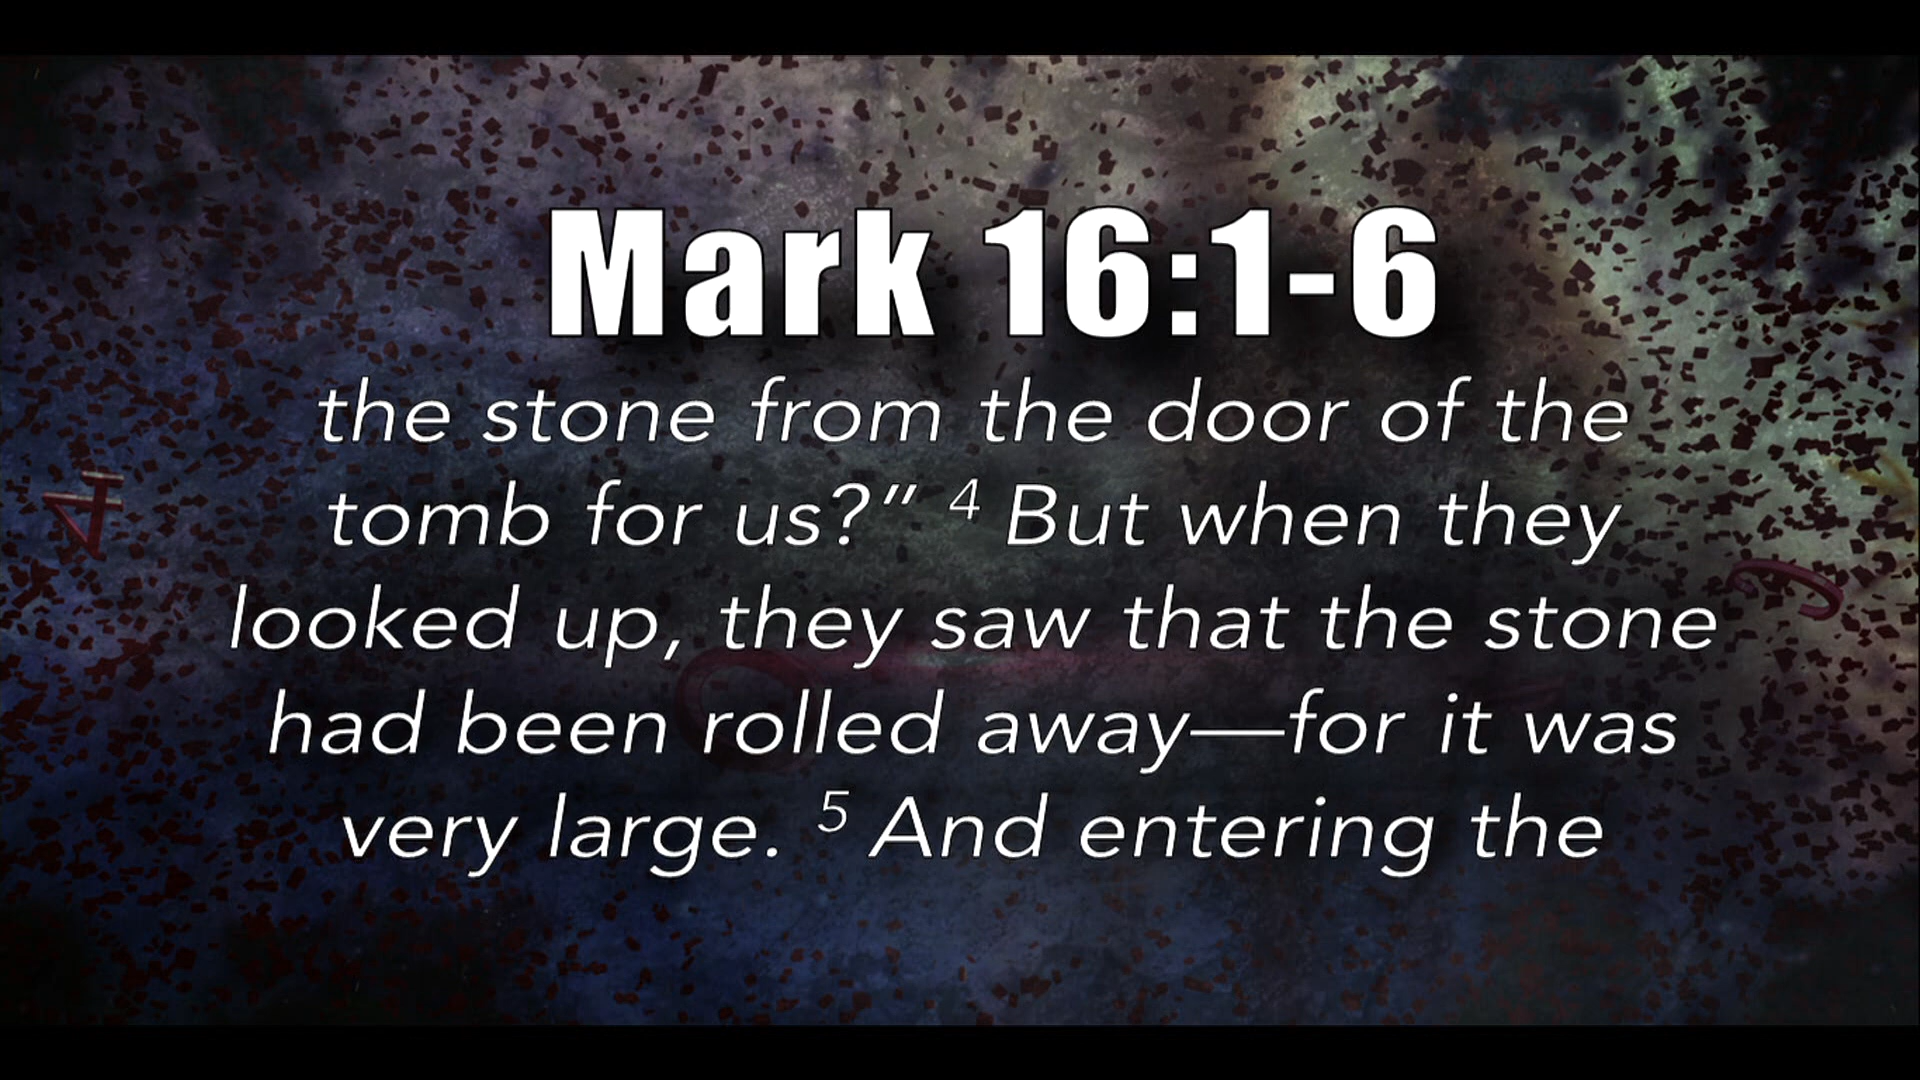 Mark 16:1-6
the stone from the door of the
tomb for us?” 4 But when they
looked up, they saw that the stone
had been rolled away—for it was
very large. 5 And entering the